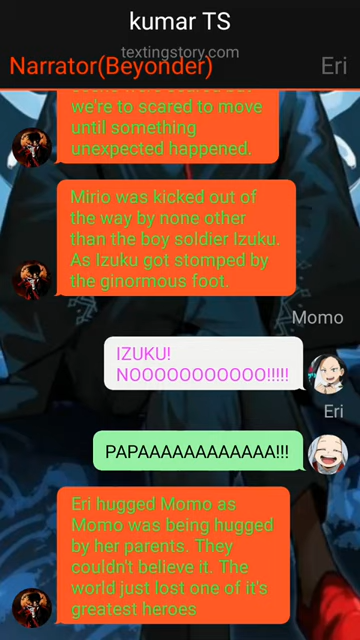 kumar TS
textingstory.com
Narrator(Beyonder)
Eri
we're to scared to move
until something
unexpected happened.
Mirio was kicked out of
the way by none other
than the boy soldier Izuku.
As Izuku got stomped by
the ginormous foot.
Momo
IZUKU!
NOOOOOOOOOOO!!!!!
Eri
PAPAAAAAAAAAAAA!!!
Eri hugged Momo as
Momo was being hugged
by her parents. They
couldn't believe it. The
world just lost one of it's
greatest heroes